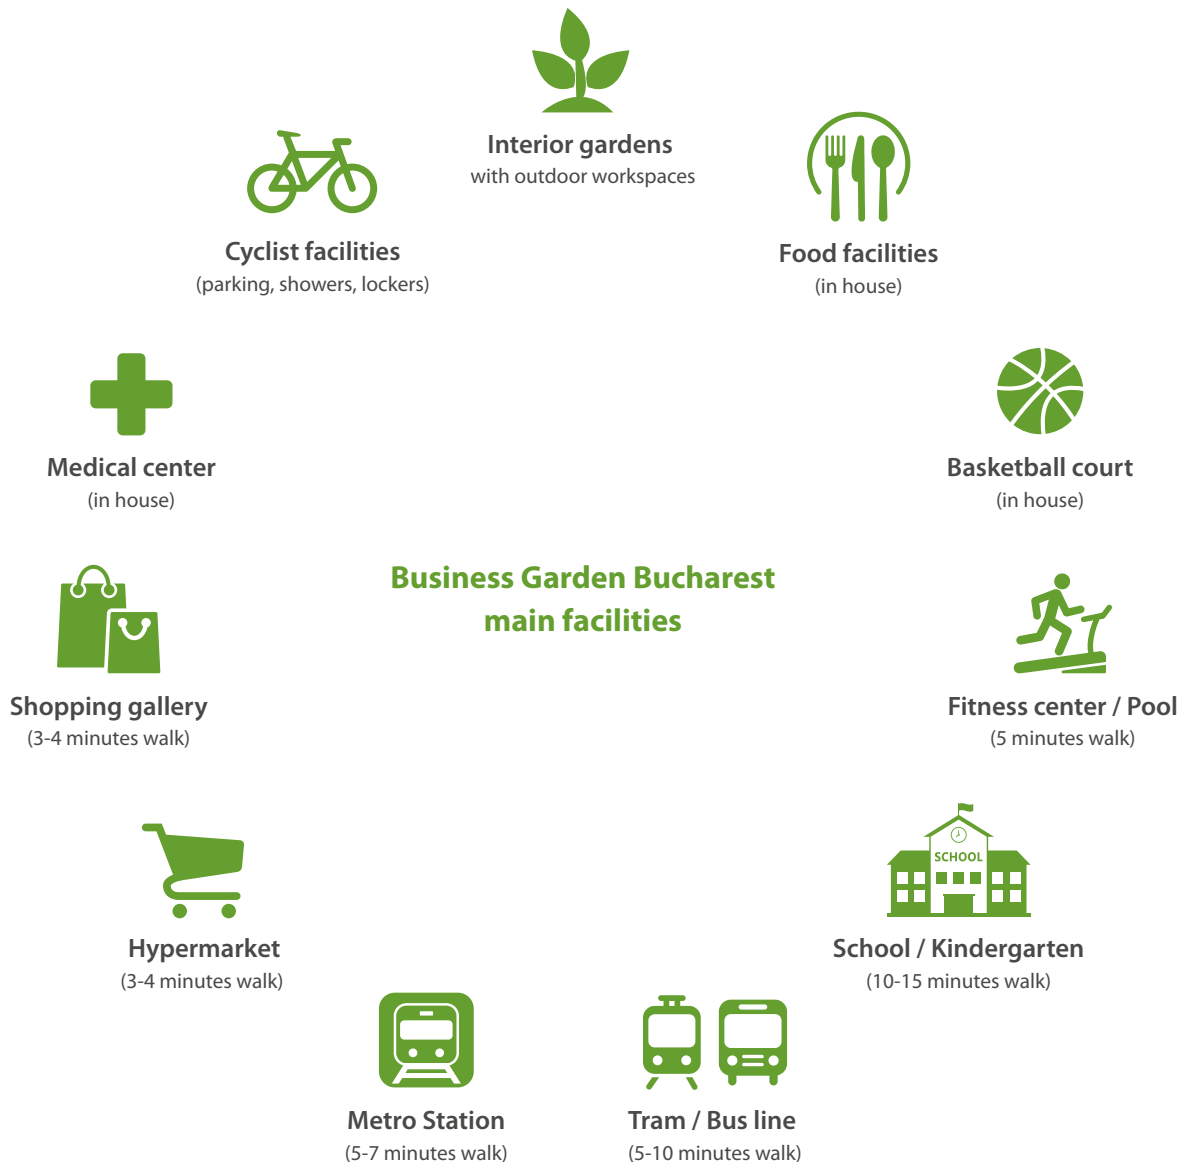 Interior gardens
with outdoor workspaces
Cyclist facilities
(parking, showers, lockers)
Food facilities
(in house)
Medical center
(in house)
Basketball court
(in house)
Business Garden Bucharest
main facilities
Shopping gallery
(3-4 minutes walk)
Fitness center / Pool
(5 minutes walk)
SCHOOL
Hypermarket
(3-4 minutes walk)
School / Kindergarten
(10-15 minutes walk)
Metro Station
(5-7 minutes walk)
Tram / Bus line
(5-10 minutes walk)